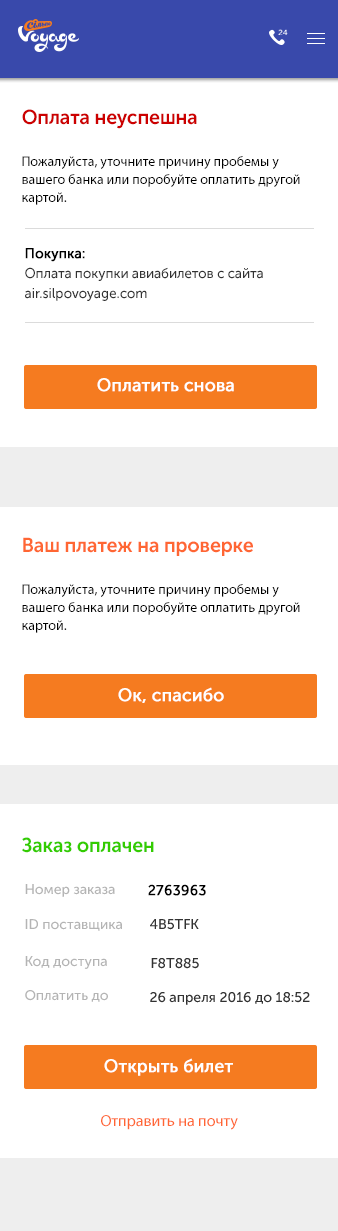 Сільпо
Voyage
24
Оплата неуспешна
Пожалуйста, уточните причину пробемы у
вашего банка или поробуйте оплатить другой
картой.
Покупка:
Оплата покупки авиабилетов с сайта
air.silpovoyage.com
Оплатить снова
Ваш платеж на проверке
Пожалуйста, уточните причину пробемы у
вашего банка или поробуйте оплатить другой
картой.
Ок, спасибо
Заказ оплачен
Номер заказа 2763963
ID поставщика 4B5TFK
Код доступа F8T885
Оплатить до 26 апреля 2016 до 18:52
Открыть билет
Отправить на почту